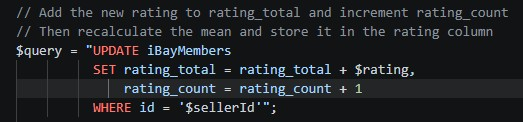 // Add the new rating to rating_total and increment rating_count
// Then recalculate the mean and store it in the rating column
$query = "UPDATE iBayMembers
SET rating_total = rating_total + $rating,
rating_count = rating_count + 1
WHERE id = '$sellerId'";